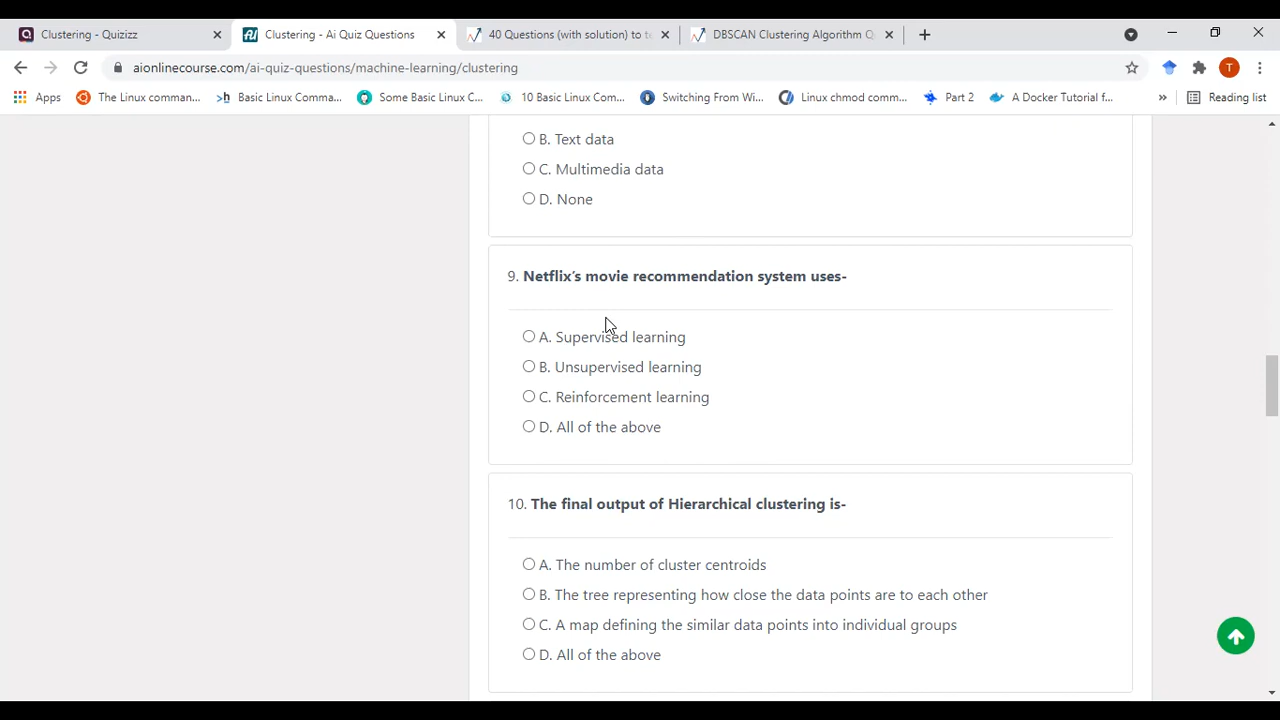 Clustering - Quizizz
Clustering - Ai Quiz Questions
40 Questions (with solution) to te
DBSCAN Clustering Algorithm Q
aionlinecourse.com/ai-quiz-questions/machine-learning/clustering
T
Apps
The Linux comman...
Basic Linux Comma...
Some Basic Linux C...
10 Basic Linux Com...
Switching From Wi...
Linux chmod comm...
Part 2
A Docker Tutorial f...
»
Reading list
B. Text data
C. Multimedia data
D. None
9. Netflix's movie recommendation system uses-
A. Supervised learning
B. Unsupervised learning
C. Reinforcement learning
D. All of the above
10. The final output of Hierarchical clustering is-
A. The number of cluster centroids
B. The tree representing how close the data points are to each other
C. A map defining the similar data points into individual groups
D. All of the above